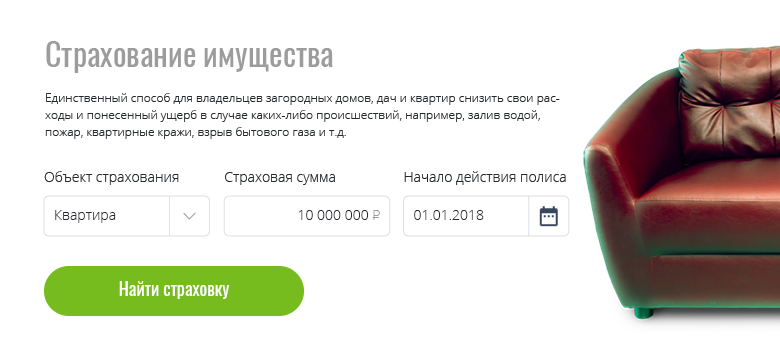 Страхование имущества
Единственный способ для владельцев загородных домов, дач и квартир снизить свои рас-
ходы и понесенный ущерб в случае каких-либо происшествий, например, залив водой,
пожар, квартирные кражи, взрыв бытового газа и т.д.
Объект страхования Страховая сумма Начало действия полиса
Квартира 10 000 000 ₽ 01.01.2018
Найти страховку